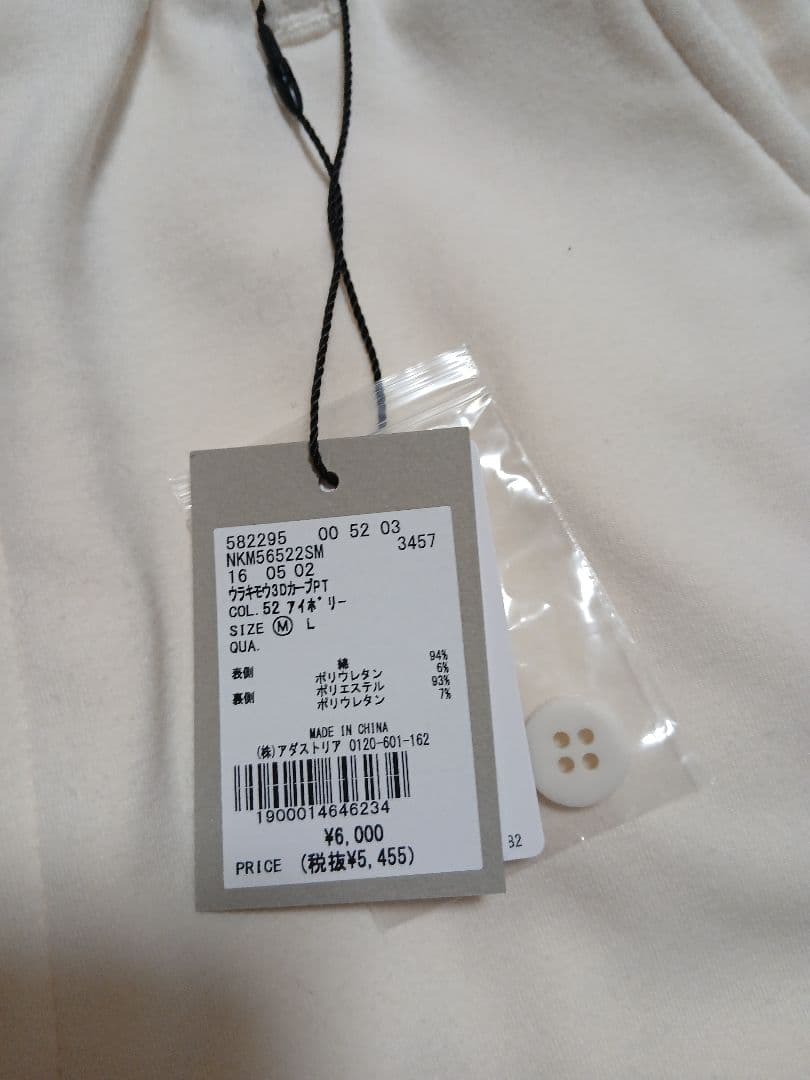 582295 00 52 03
NKM56522SM 3457
16 05 02
ウラキモウ3DカーブPT
COL. 52 アイボリー
SIZE Ⓜ L
QUA.
表側 綿 94%
ポリウレタン 6%
裏側 ポリエステル 93%
ポリウレタン 7%
MADE IN CHINA
(株)アダストリア 0120-601-162
1900014646234
¥6,000
PRICE (税抜¥5,455)
32